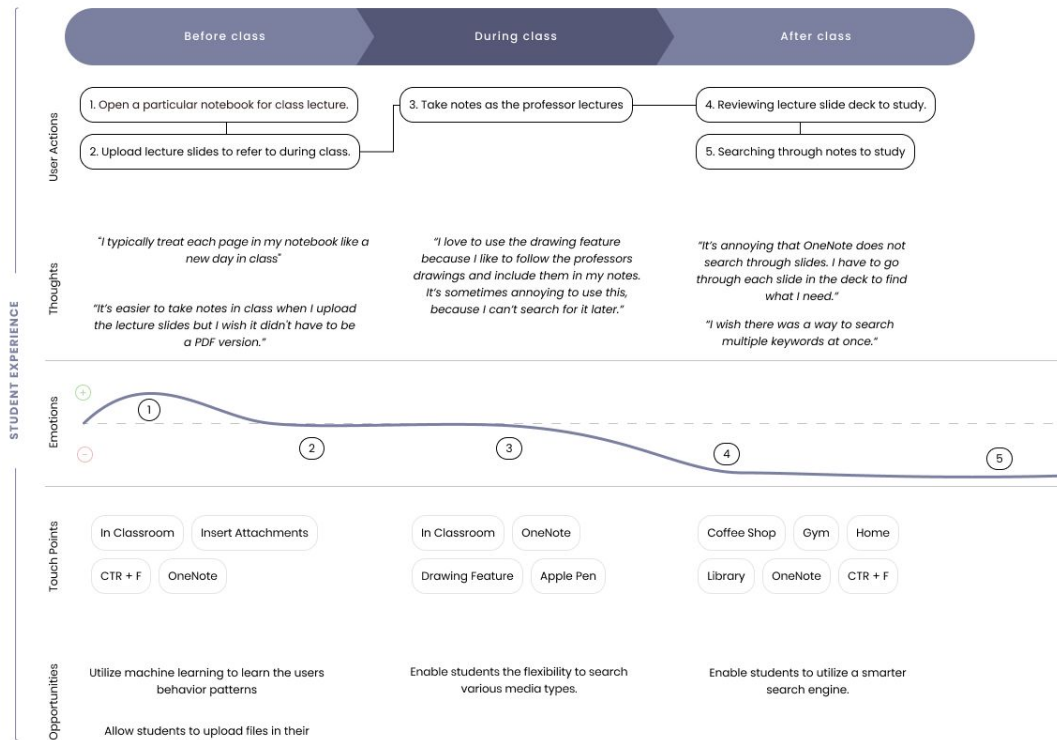 Before class
During class
After class
STUDENT EXPERIENCE
User Actions
1. Open a particular notebook for class lecture.
2. Upload lecture slides to refer to during class.
3. Take notes as the professor lectures
4. Reviewing lecture slide deck to study.
5. Searching through notes to study
Thoughts
"I typically treat each page in my notebook like a
new day in class"
“It’s easier to take notes in class when I upload
the lecture slides but I wish it didn't have to be
a PDF version.”
“I love to use the drawing feature
because I like to follow the professors
drawings and include them in my notes.
It’s sometimes annoying to use this,
because I can’t search for it later.”
“It’s annoying that OneNote does not
search through slides. I have to go
through each slide in the deck to find
what I need.”
“I wish there was a way to search
multiple keywords at once.”
Emotions
+
-
1
2
3
4
5
Touch Points
In Classroom
Insert Attachments
CTR + F
OneNote
In Classroom
OneNote
Drawing Feature
Apple Pen
Coffee Shop
Gym
Home
Library
OneNote
CTR + F
Opportunities
Utilize machine learning to learn the users
behavior patterns
Allow students to upload files in their
Enable students the flexibility to search
various media types.
Enable students to utilize a smarter
search engine.